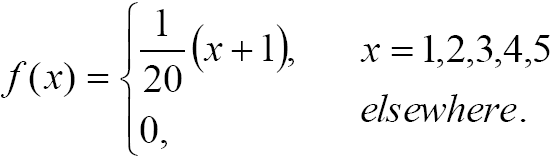 f(x) = { 1/20 (x + 1), x = 1,2,3,4,5
0, elsewhere.